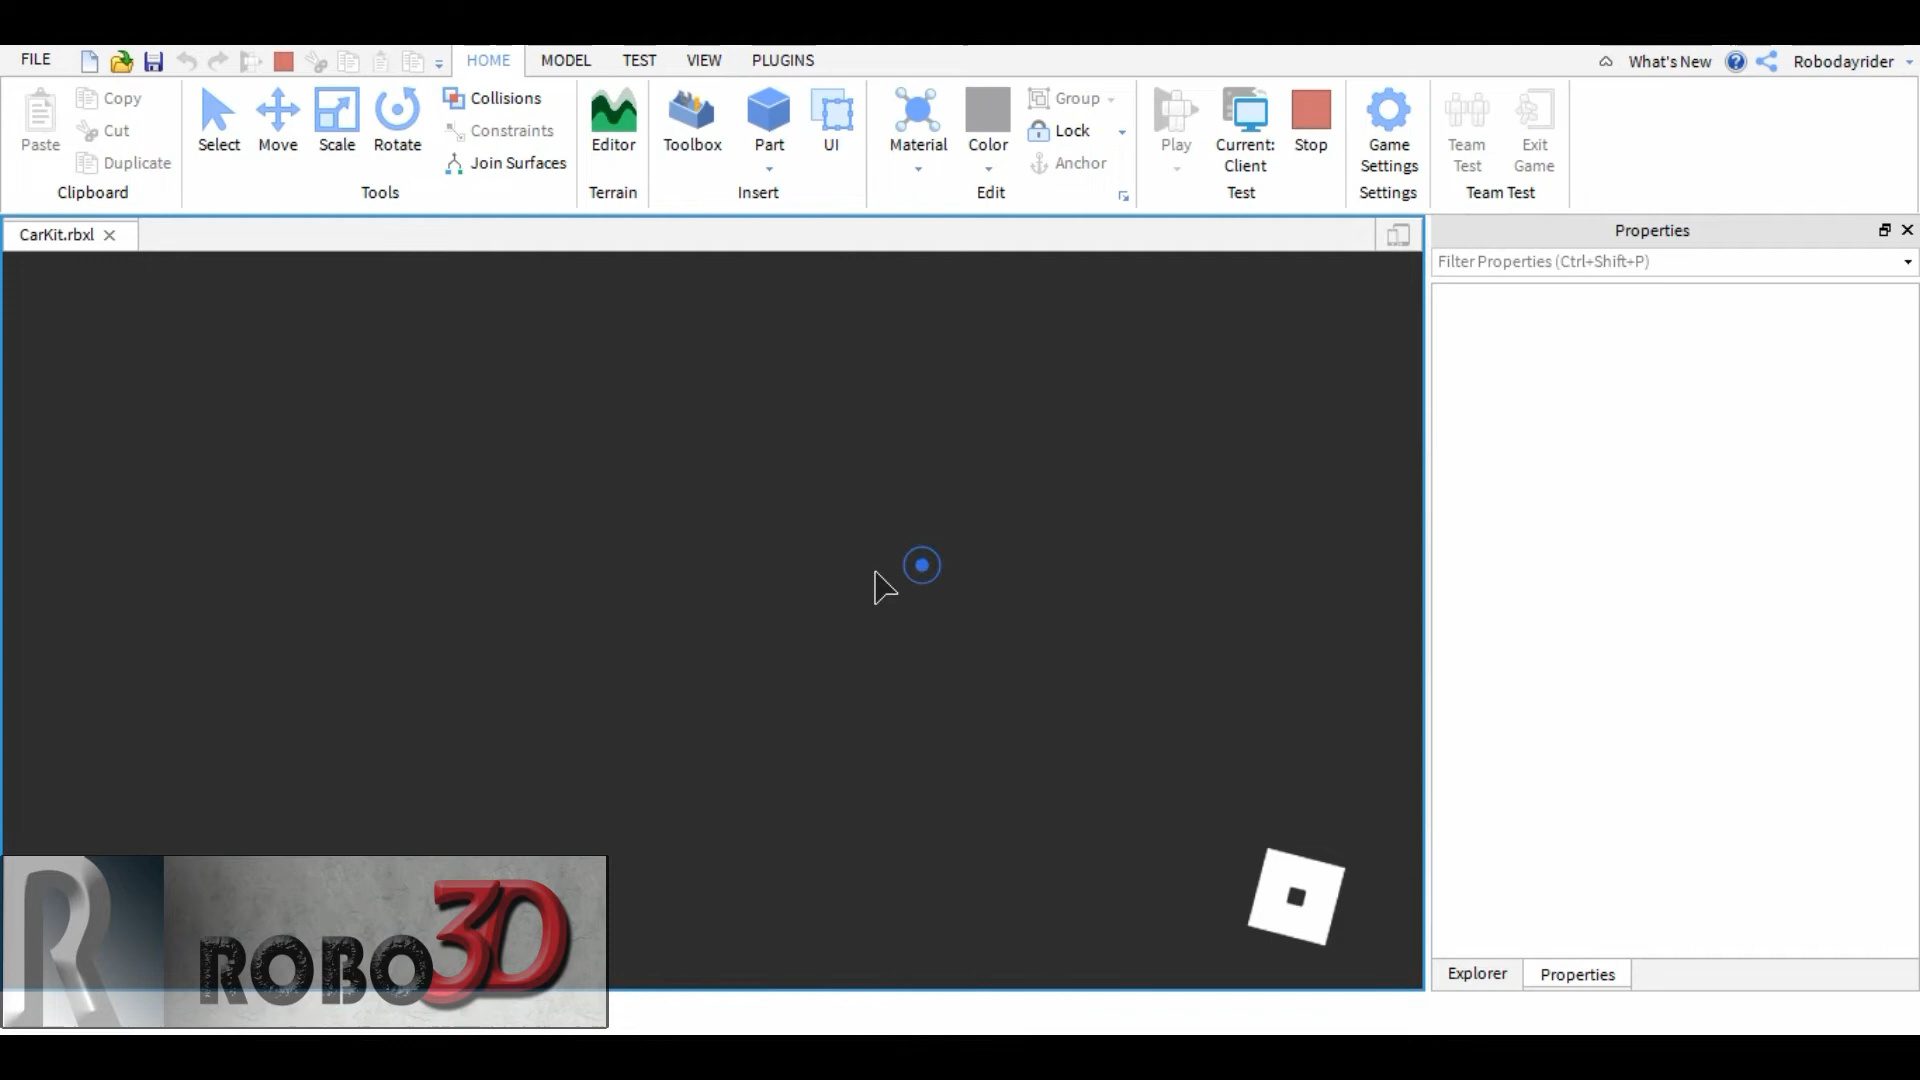 FILE HOME MODEL TEST VIEW PLUGINS What's New Robodayrider
Paste Copy Cut Duplicate
Clipboard
Select Move Scale Rotate Collisions Constraints Join Surfaces
Tools
Editor
Terrain
Toolbox Part UI
Insert
Material Color Group Lock Anchor
Edit
Play Current: Client Stop
Test
Game Settings
Settings
Team Test Exit Game
Team Test
CarKit.rbxl
Properties
Filter Properties (Ctrl+Shift+P)
R ROBO3D
Explorer Properties